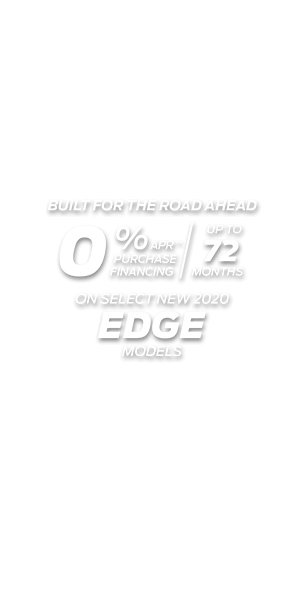 BUILT FOR THE ROAD AHEAD
0% APR
PURCHASE
FINANCING
UP TO
72
MONTHS
ON SELECT NEW 2020
EDGE
MODELS